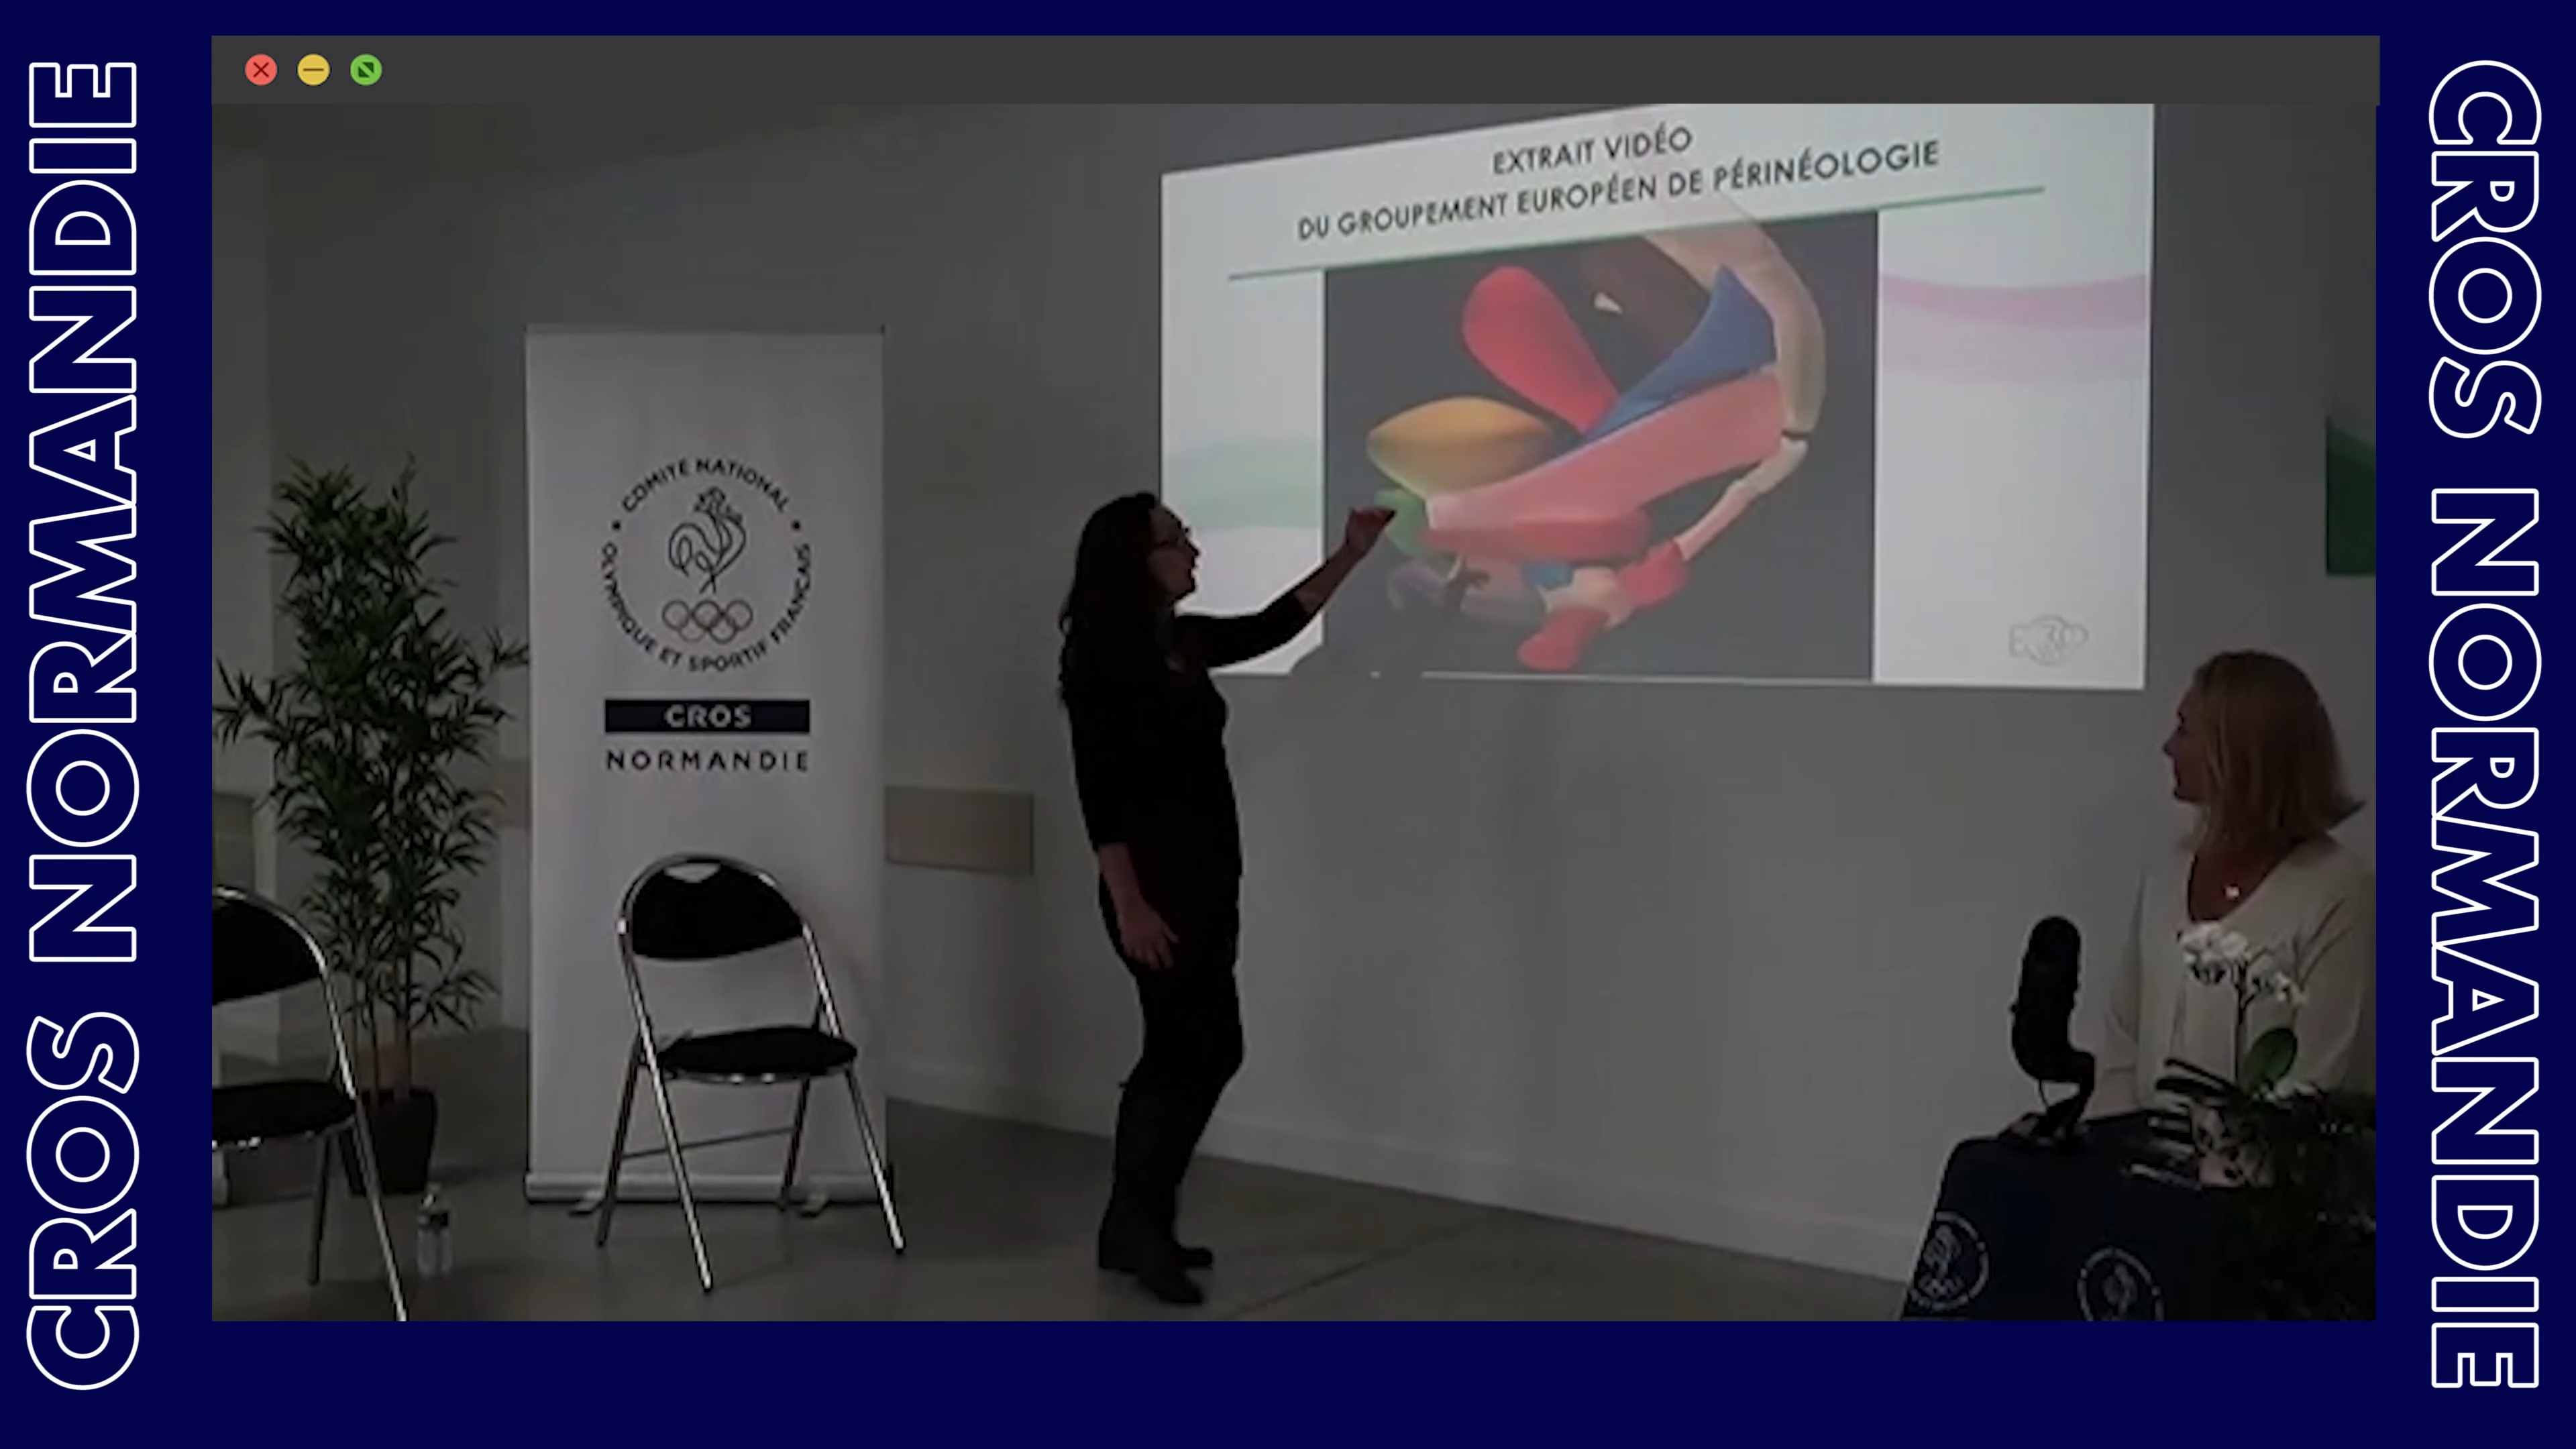 CROS NORMANDIE
EXTRAIT VIDÉO
DU GROUPEMENT EUROPÉEN DE PÉRINÉOLOGIE
COMITÉ NATIONAL
OLYMPIQUE ET SPORTIF FRANÇAIS
CROS
NORMANDIE
CROS NORMANDIE